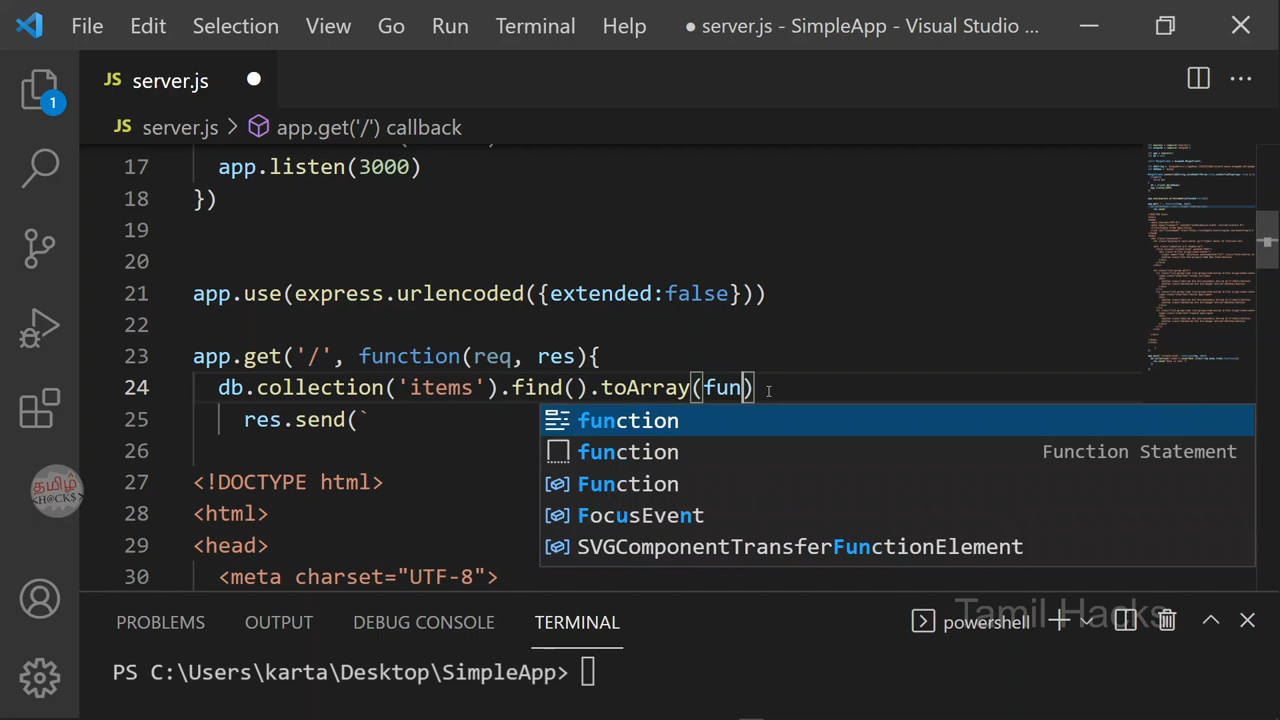 File Edit Selection View Go Run Terminal Help ● server.js - SimpleApp - Visual Studio ...
1
JS server.js
JS server.js > app.get('/') callback
17 app.listen(3000)
18 })
19
20
21 app.use(express.urlencoded({extended:false}))
22
23 app.get('/', function(req, res){
24 db.collection('items').find().toArray(fun)
25 res.send(`
26
27 <!DOCTYPE html>
28 <html>
29 <head>
30 <meta charset="UTF-8">
function
function Function Statement
Function
FocusEvent
SVGComponentTransferFunctionElement
தமிழ்
<H@CK$>
Tamil Hacks
PROBLEMS OUTPUT DEBUG CONSOLE TERMINAL powershell
PS C:\Users\karta\Desktop\SimpleApp>